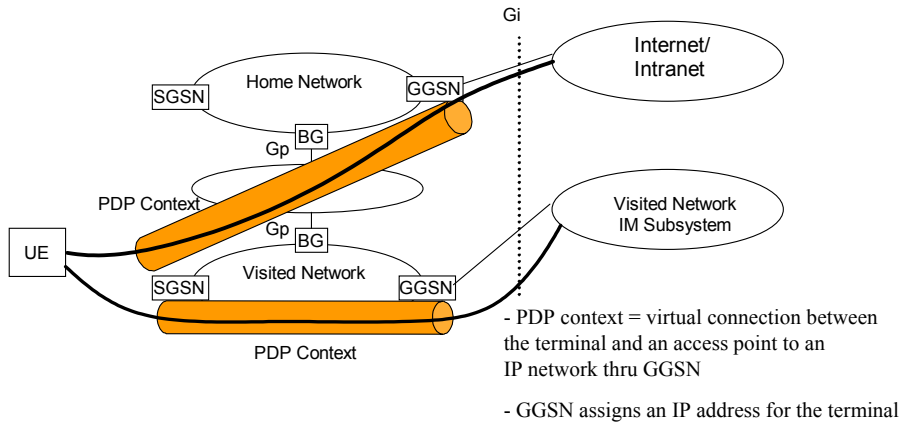 Gi
Internet/
Intranet
Home Network
SGSN
GGSN
BG
Gp
PDP Context
Gp
BG
Visited Network
IM Subsystem
UE
Visited Network
SGSN
GGSN
PDP Context
- PDP context = virtual connection between
the terminal and an access point to an
IP network thru GGSN
- GGSN assigns an IP address for the terminal